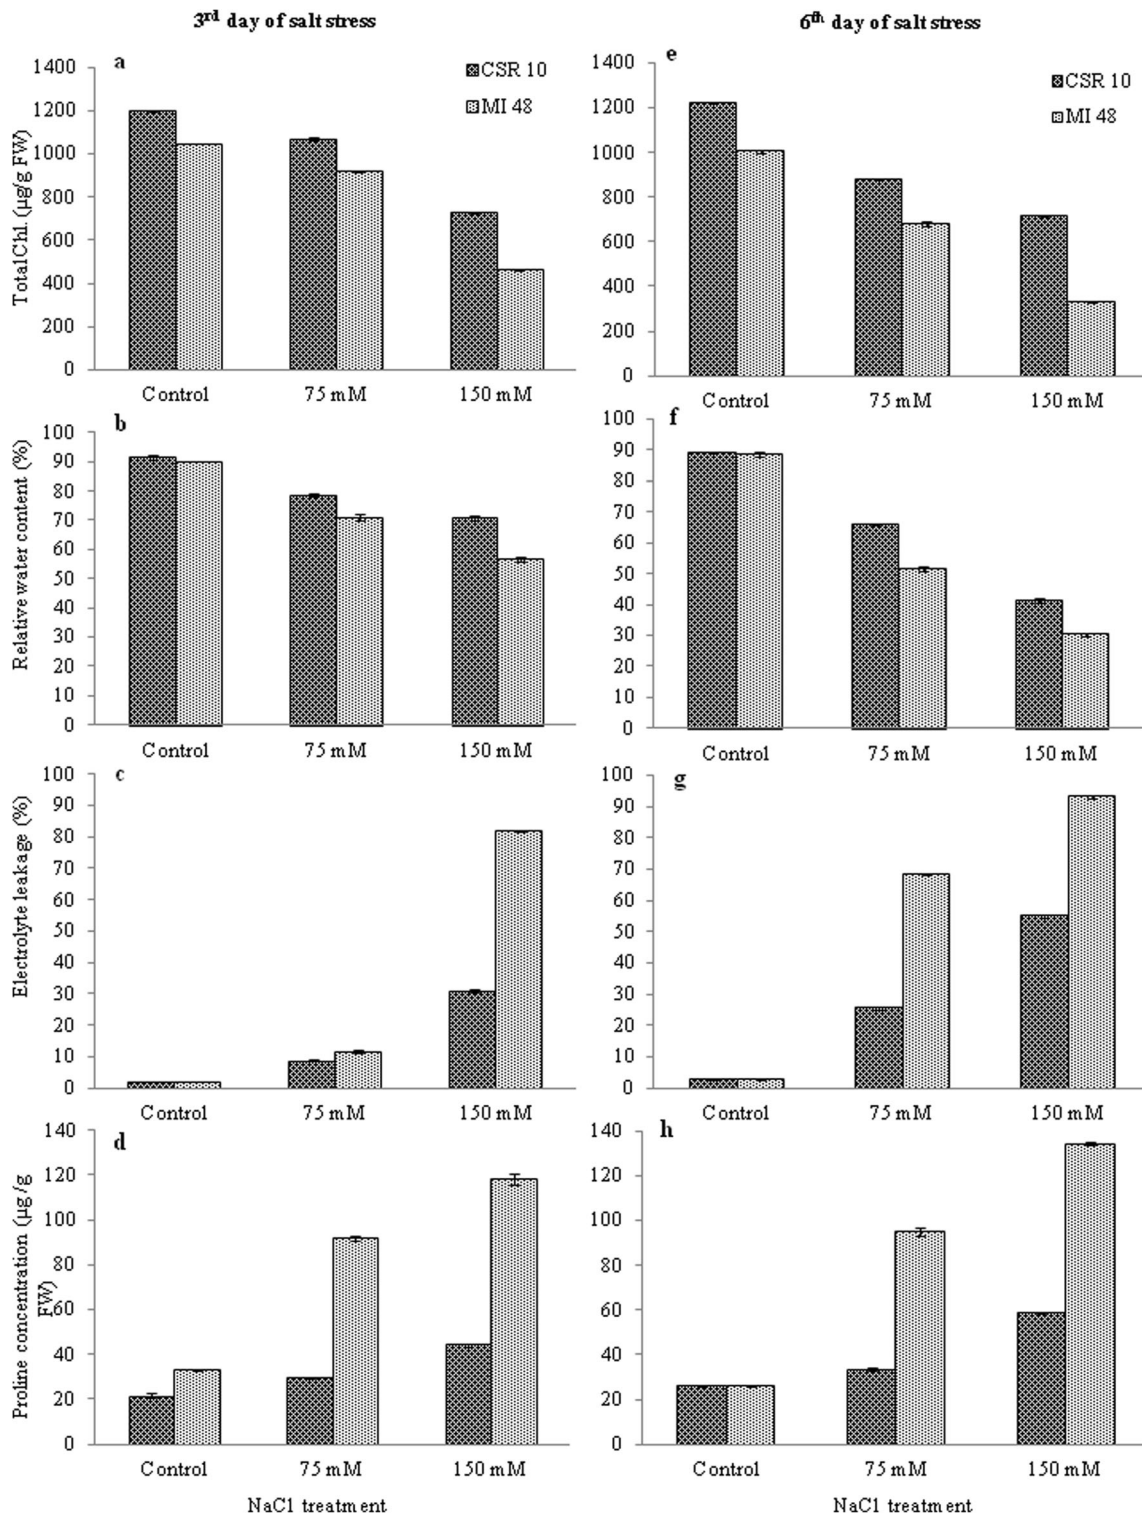 3rd day of salt stress
6th day of salt stress
a
CSR 10
MI 48
Total Chl. (µg/g FW)
1400
1200
1000
800
600
400
200
0
Control
75 mM
150 mM
e
CSR 10
MI 48
1400
1200
1000
800
600
400
200
0
Control
75 mM
150 mM
b
Relative water content (%)
100
90
80
70
60
50
40
30
20
10
0
Control
75 mM
150 mM
f
100
90
80
70
60
50
40
30
20
10
0
Control
75 mM
150 mM
c
Electrolyte leakage (%)
100
90
80
70
60
50
40
30
20
10
0
Control
75 mM
150 mM
g
100
90
80
70
60
50
40
30
20
10
0
Control
75 mM
150 mM
d
Proline concentration (µg /g
FW)
140
120
100
80
60
40
20
0
Control
75 mM
150 mM
NaCl treatment
h
140
120
100
80
60
40
20
0
Control
75 mM
150 mM
NaCl treatment